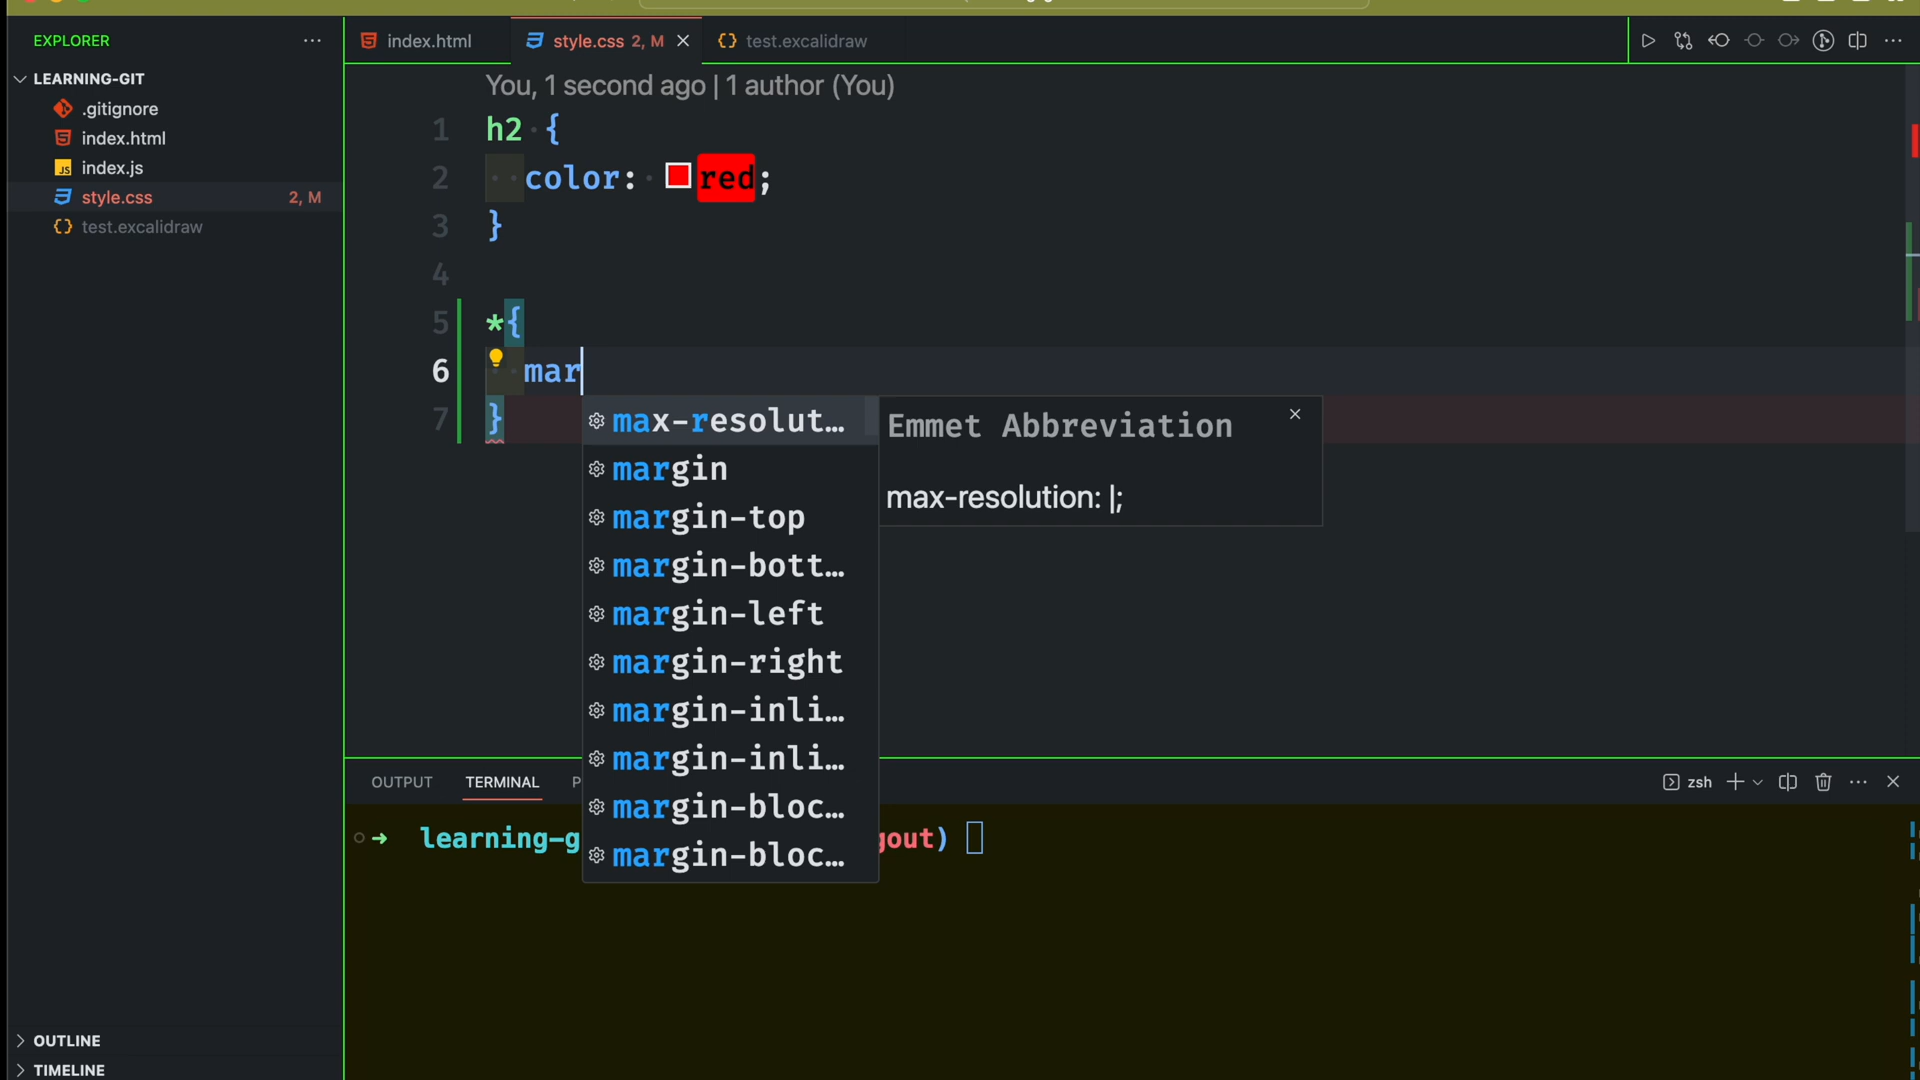 EXPLORER
LEARNING-GIT
.gitignore
index.html
JS index.js
style.css 2, M
test.excalidraw
OUTLINE
TIMELINE
index.html style.css 2, M test.excalidraw
You, 1 second ago | 1 author (You)
1 h2 {
2 color: red;
3 }
4
5 *{
6 mar
7 }
max-resolut...
margin
margin-top
margin-bott...
margin-left
margin-right
margin-inli...
margin-inli...
margin-bloc...
margin-bloc...
Emmet Abbreviation
max-resolution: |;
OUTPUT TERMINAL P
zsh
learning-g gout)